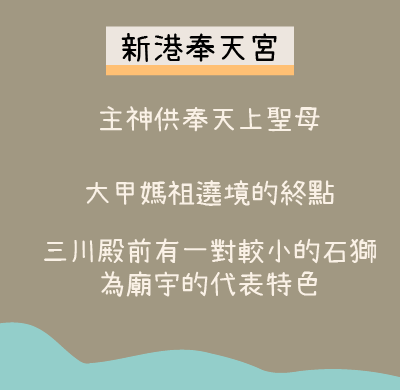 新港奉天宮
主神供奉天上聖母
大甲媽祖遶境的終點
三川殿前有一對較小的石獅
為廟宇的代表特色